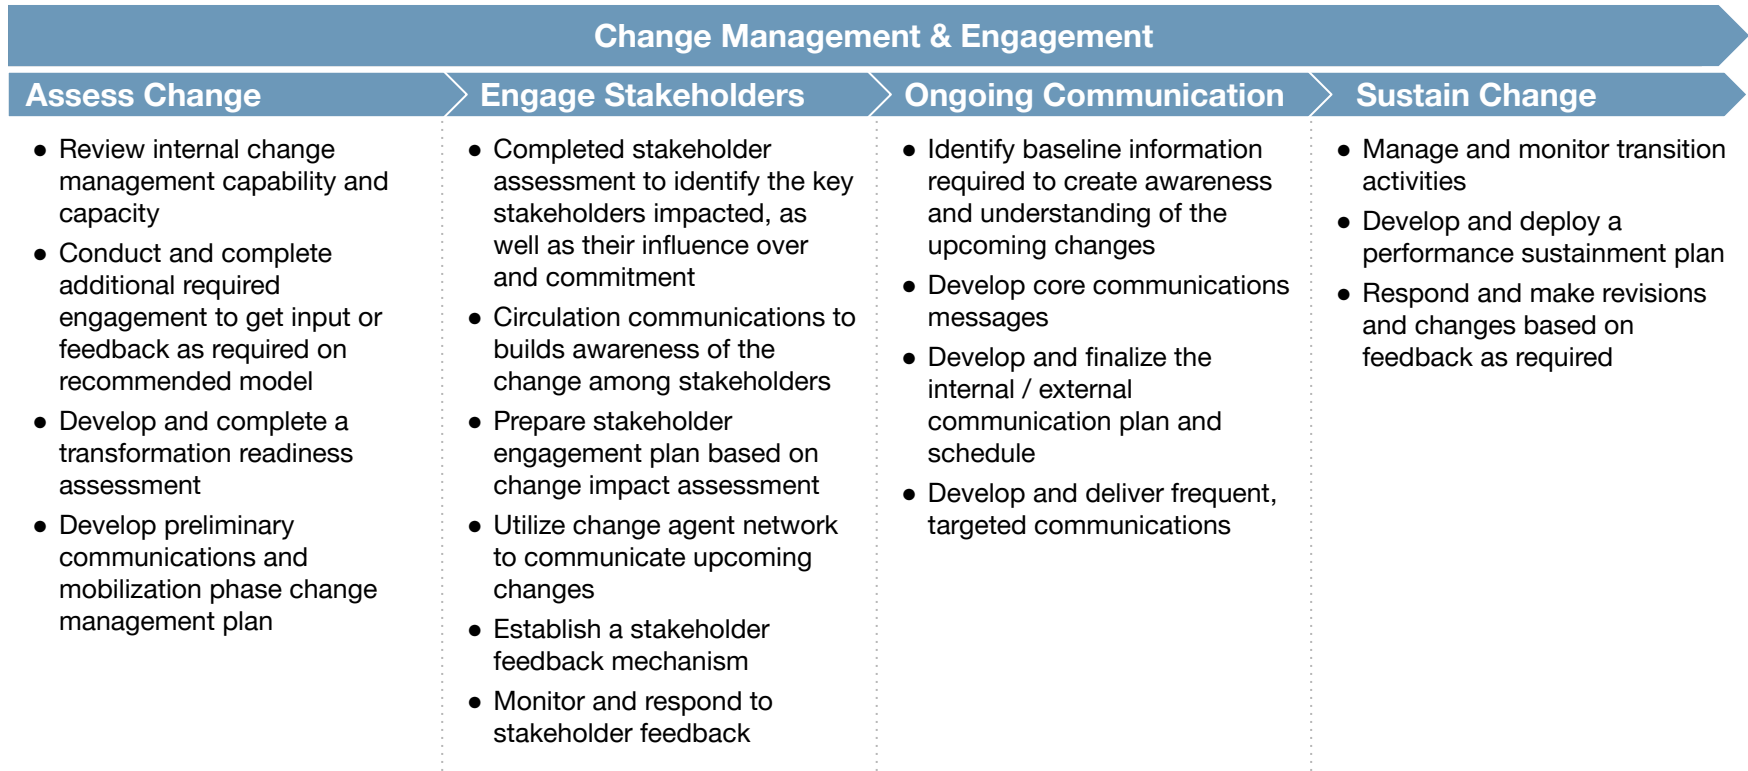 Change Management & Engagement
Assess Change
● Review internal change
management capability and
capacity
● Conduct and complete
additional required
engagement to get input or
feedback as required on
recommended model
● Develop and complete a
transformation readiness
assessment
● Develop preliminary
communications and
mobilization phase change
management plan
Engage Stakeholders
● Completed stakeholder
assessment to identify the key
stakeholders impacted, as
well as their influence over
and commitment
● Circulation communications to
builds awareness of the
change among stakeholders
● Prepare stakeholder
engagement plan based on
change impact assessment
● Utilize change agent network
to communicate upcoming
changes
● Establish a stakeholder
feedback mechanism
● Monitor and respond to
stakeholder feedback
Ongoing Communication
● Identify baseline information
required to create awareness
and understanding of the
upcoming changes
● Develop core communications
messages
● Develop and finalize the
internal / external
communication plan and
schedule
● Develop and deliver frequent,
targeted communications
Sustain Change
● Manage and monitor transition
activities
● Develop and deploy a
performance sustainment plan
● Respond and make revisions
and changes based on
feedback as required